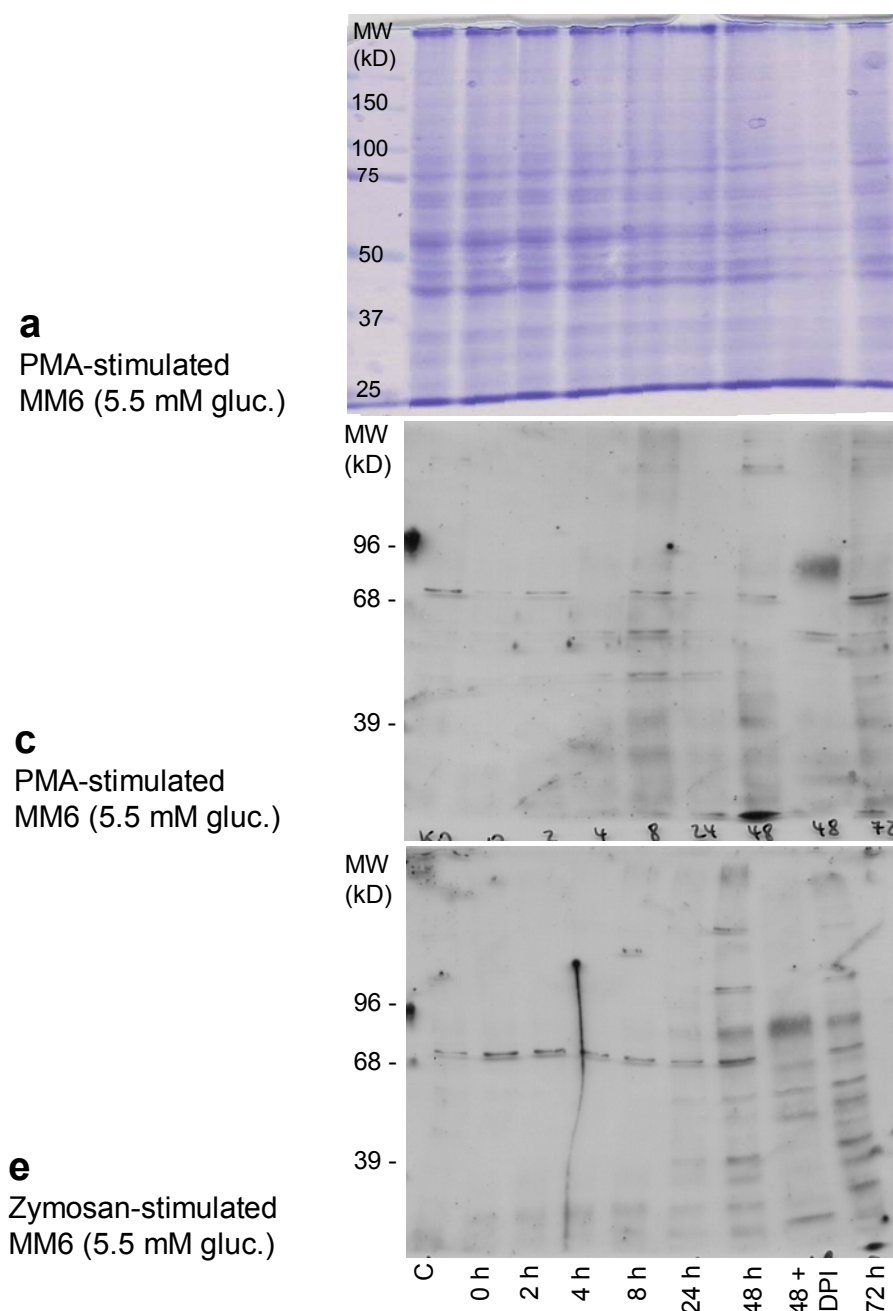 MW
(kD)
150
100
75
50
37
25
a
PMA-stimulated
MM6 (5.5 mM gluc.)
MW
(kD)
96 -
68 -
39 -
c
PMA-stimulated
MM6 (5.5 mM gluc.)
2 4 8 24 48 48 72
MW
(kD)
96 -
68 -
39 -
e
Zymosan-stimulated
MM6 (5.5 mM gluc.)
C
0 h
2 h
4 h
8 h
24 h
48 h
48 +
DPI
72 h